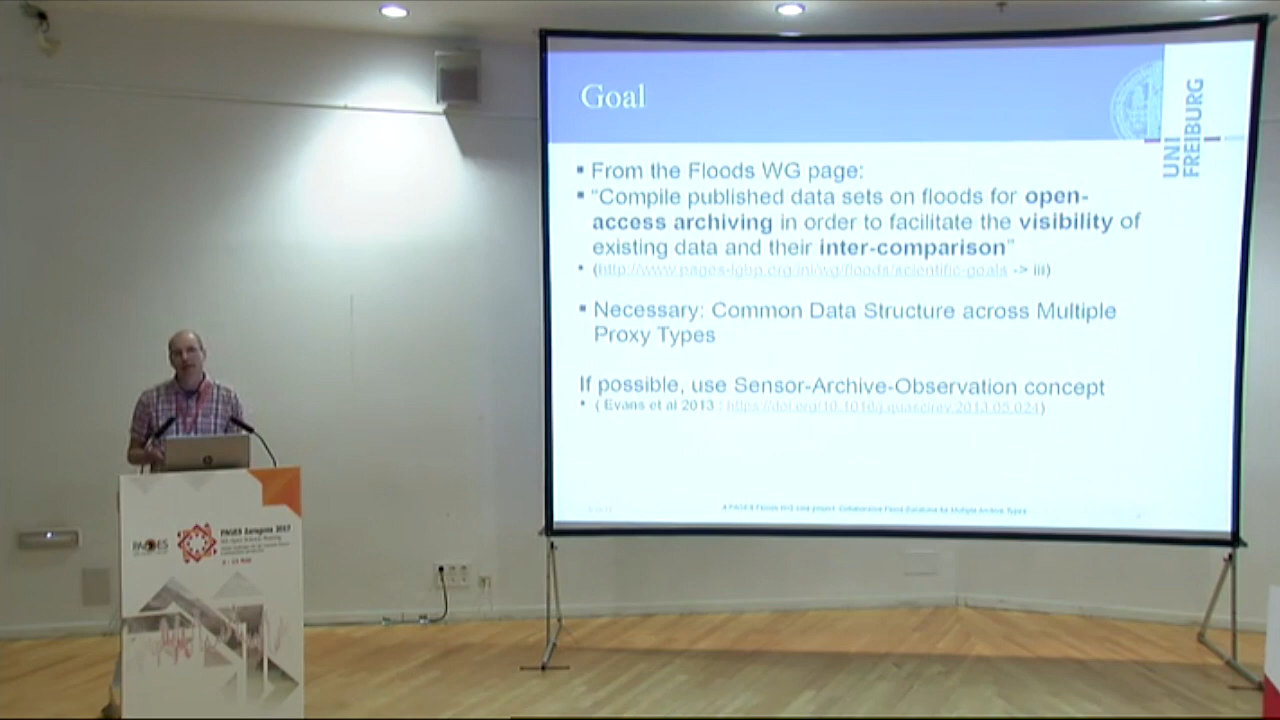 Goal
UNI
FREIBURG
▪ From the Floods WG page:
▪ "Compile published data sets on floods for open-
access archiving in order to facilitate the visibility of
existing data and their inter-comparison"
• (http://www.pages-igbp.org/ini/wg/floods/scientific-goals -> iii)
▪ Necessary: Common Data Structure across Multiple
Proxy Types
If possible, use Sensor-Archive-Observation concept
• ( Evans et al 2013 : https://doi.org/10.1016/j.quascirev.2013.05.024)
A PAGES Floods WG core project: Collaborative Flood Database for Multiple Archive Types
hp
PAGES
PAGES Zaragoza 2017